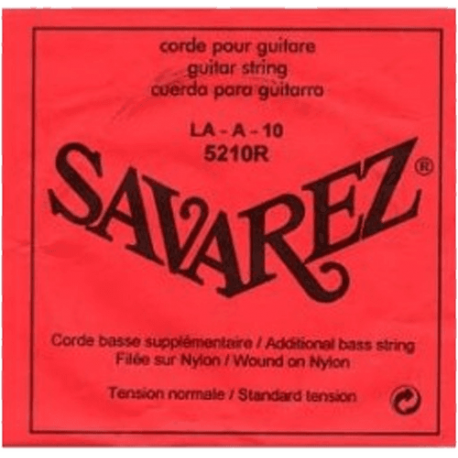 corde pour guitare
guitar string
cuerda para guitarra
LA - A - 10
5210R
SAVAREZ®
Corde basse supplémentaire / Additional bass string
Filée sur Nylon / Wound on Nylon
Tension normale / Standard tension